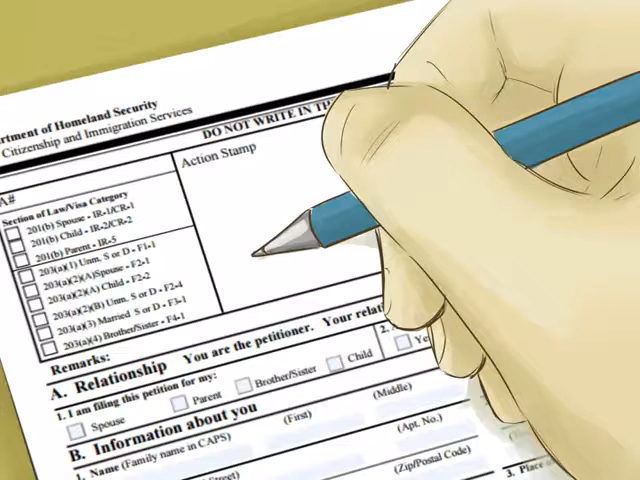 rtment of Homeland Security
Citizenship and Immigration Services
DO NOT WRITE IN TH
A#
Action Stamp
Section of Law/Visa Category
201(b) Spouse - IR-1/CR-1
201(b) Child - IR-2/CR-2
201(b) Parent - IR-5
203(a)(1) Unm. S or D - F1-1
203(a)(2)(A)Spouse - F2-1
203(a)(2)(A) Child - F2-2
203(a)(2)(B) Unm. S or D - F2-4
203(a)(3) Married S or D - F3-1
203(a)(4) Brother/Sister - F4-1
Remarks:
A. Relationship You are the petitioner. Your relat
1. I am filing this petition for my:
Spouse Parent Brother/Sister Child
2.
Ye
B. Information about you
1. Name (Family name in CAPS) (First) (Middle)
Street) (Apt. No.)
(Zip/Postal Code)
3. Place